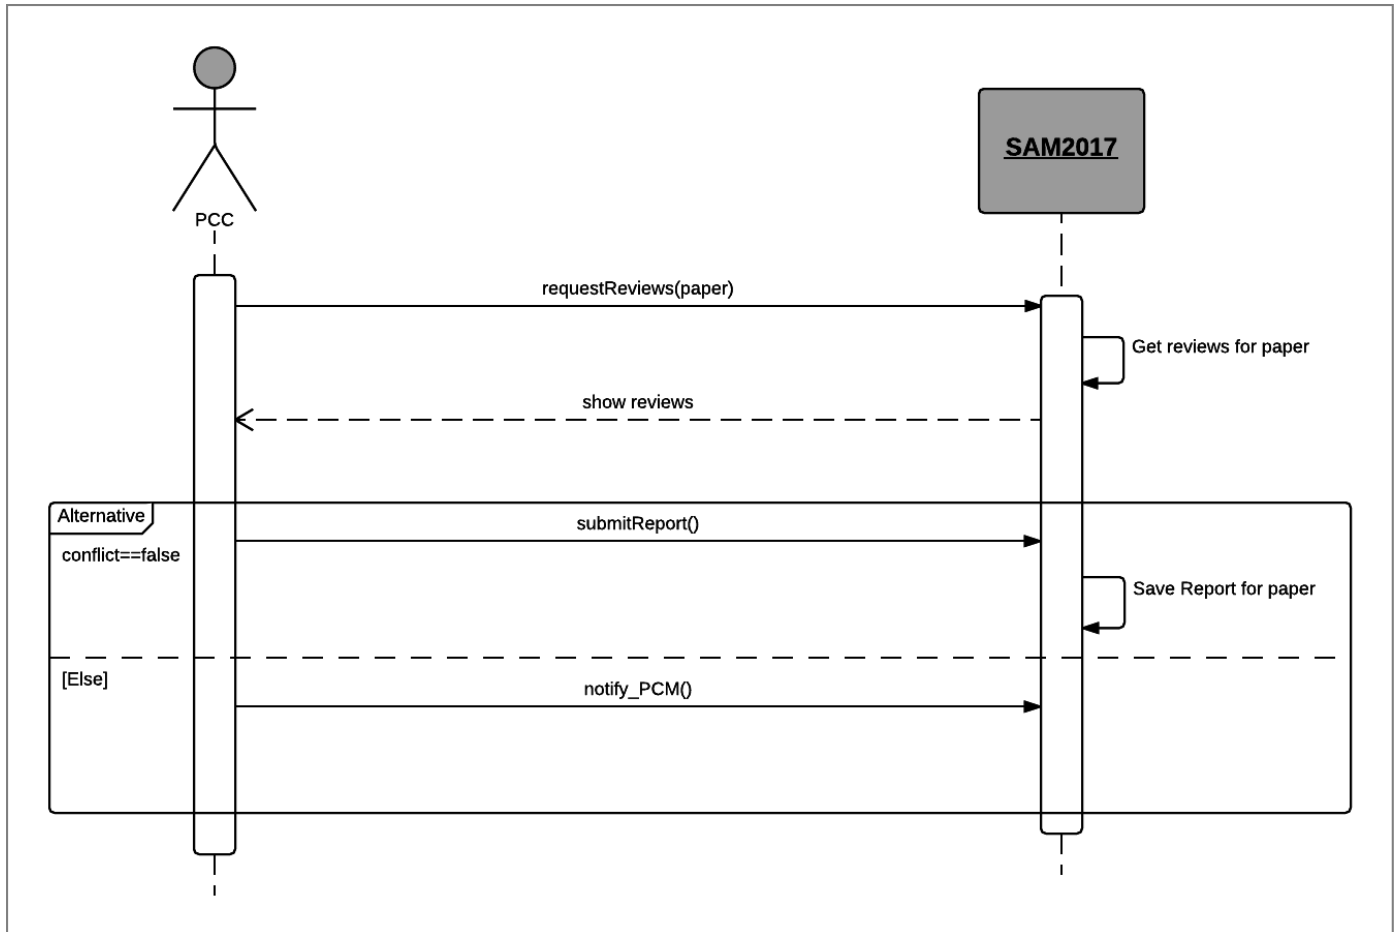 SAM2017
PCC
requestReviews(paper)
Get reviews for paper
show reviews
Alternative
submitReport()
conflict==false
Save Report for paper
[Else]
notify_PCM()